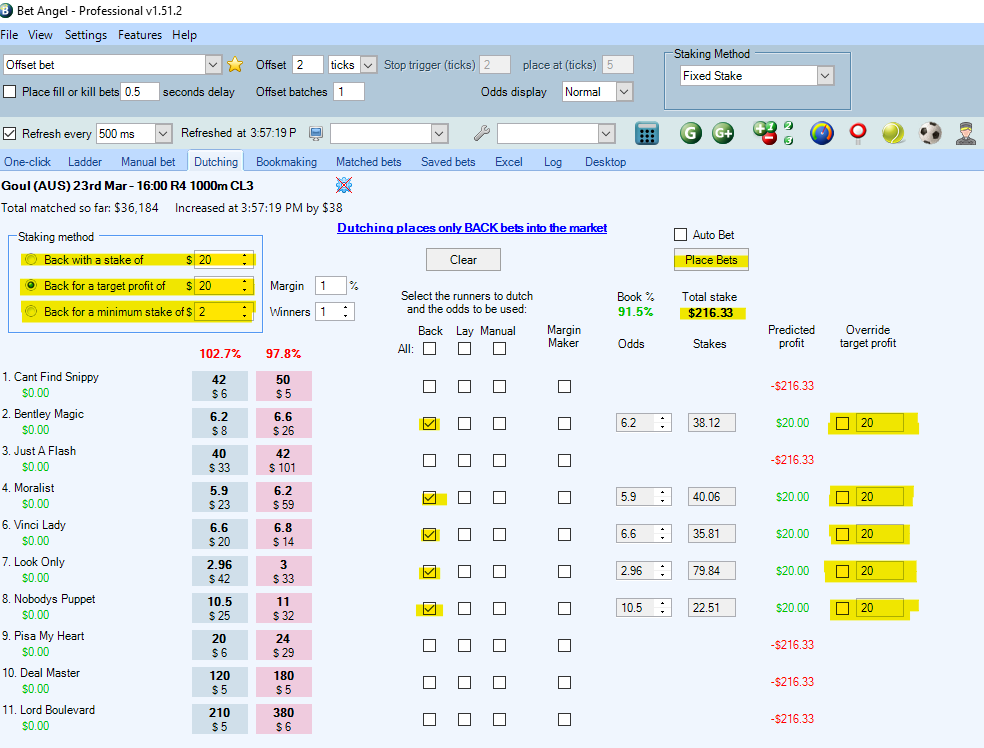 Bet Angel - Professional v1.51.2
File View Settings Features Help
Offset bet Offset 2 ticks Stop trigger (ticks) 2 place at (ticks) 5
Staking Method
Fixed Stake
Place fill or kill bets 0.5 seconds delay Offset batches 1 Odds display Normal
Refresh every 500 ms Refreshed at 3:57:19 P G G+
One-click Ladder Manual bet Dutching Bookmaking Matched bets Saved bets Excel Log Desktop
Goul (AUS) 23rd Mar - 16:00 R4 1000m CL3
Total matched so far: $36,184 Increased at 3:57:19 PM by $38
Dutching places only BACK bets into the market
Staking method
Auto Bet
Back with a stake of $ 20
Clear
Place Bets
Back for a target profit of $ 20 Margin 1 %
Back for a minimum stake of $ 2 Winners 1
Select the runners to dutch
and the odds to be used:
Book % Total stake
91.5% $216.33
Back Lay Manual Margin Maker Odds Stakes Predicted profit Override target profit
All:
102.7% 97.8%
1. Cant Find Snippy 42 50
$0.00 $ 6 $ 5 -$216.33
2. Bentley Magic 6.2 6.6
$0.00 $ 8 $ 26 6.2 38.12 $20.00 20
3. Just A Flash 40 42
$0.00 $ 33 $ 101 -$216.33
4. Moralist 5.9 6.2
$0.00 $ 23 $ 59 5.9 40.06 $20.00 20
6. Vinci Lady 6.6 6.8
$0.00 $ 20 $ 14 6.6 35.81 $20.00 20
7. Look Only 2.96 3
$0.00 $ 42 $ 33 2.96 79.84 $20.00 20
8. Nobodys Puppet 10.5 11
$0.00 $ 25 $ 32 10.5 22.51 $20.00 20
9. Pisa My Heart 20 24
$0.00 $ 6 $ 29 -$216.33
10. Deal Master 120 180
$0.00 $ 5 $ 5 -$216.33
11. Lord Boulevard 210 380
$0.00 $ 5 $ 6 -$216.33